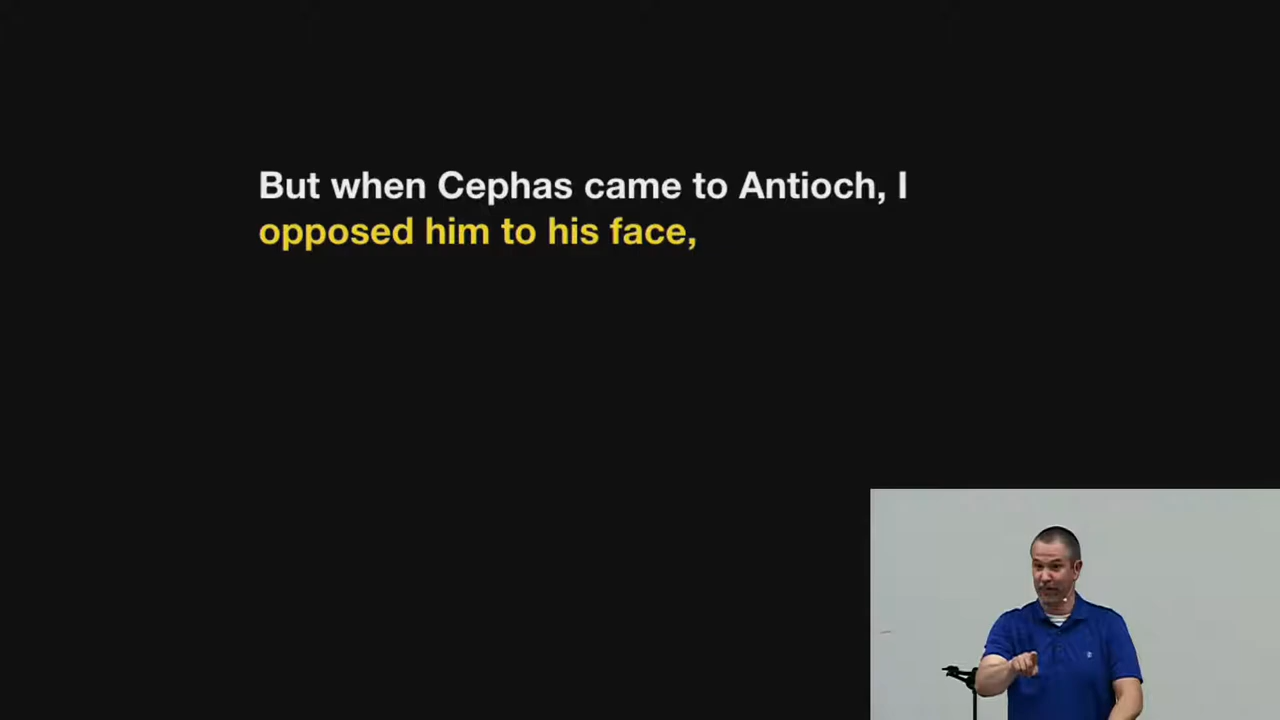 But when Cephas came to Antioch, I
opposed him to his face,